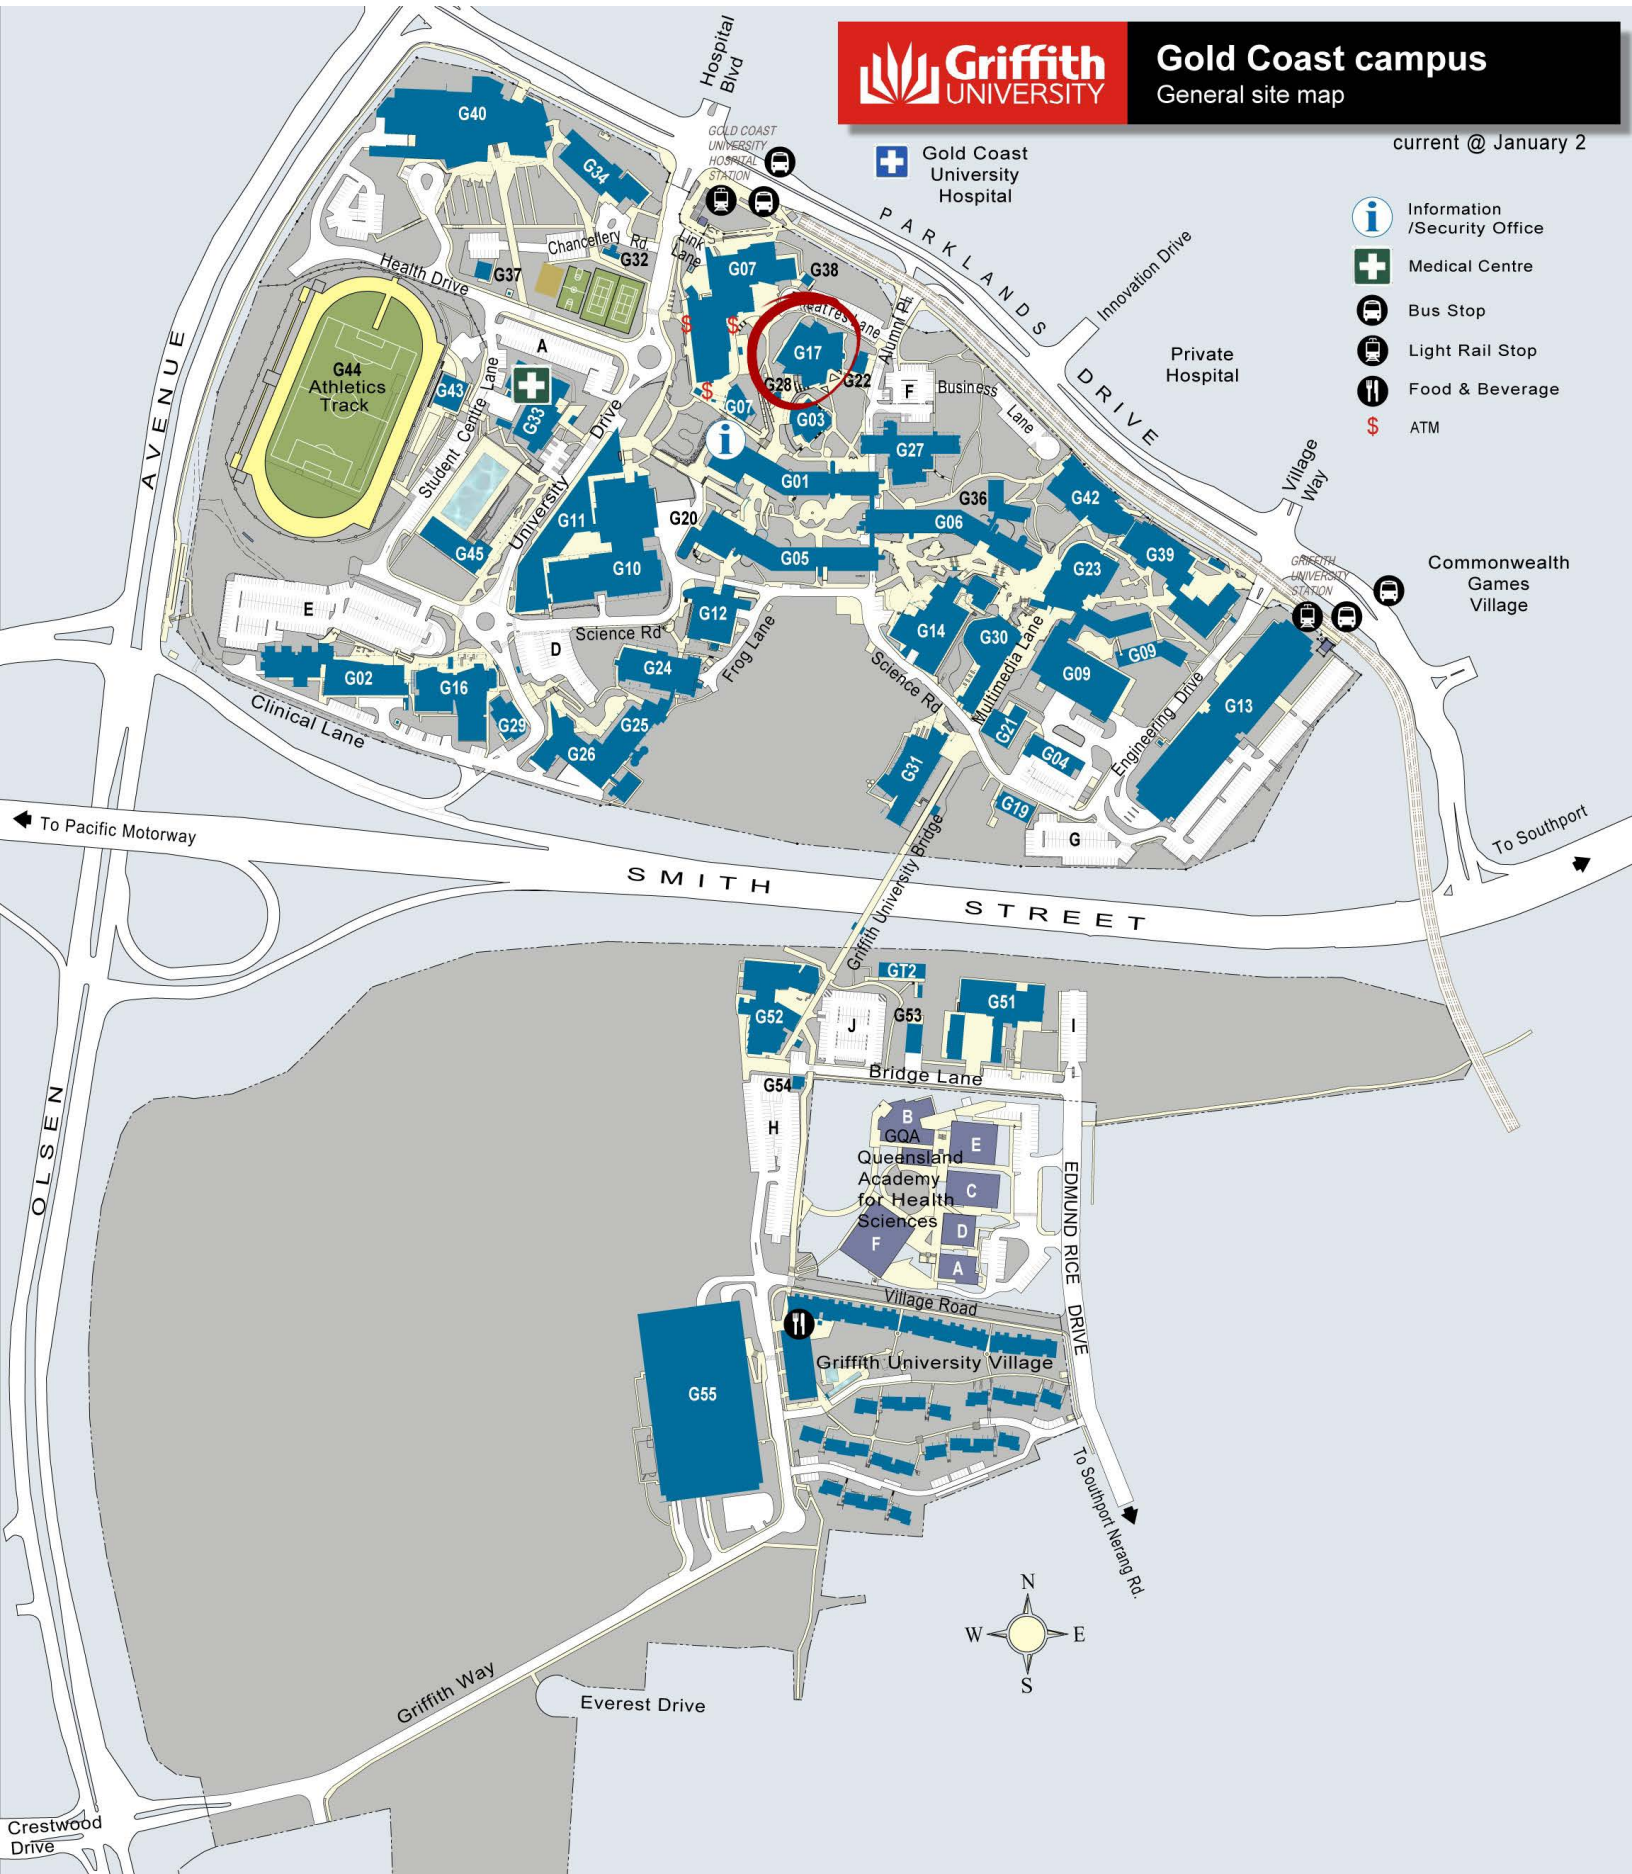 Griffith
UNIVERSITY
Gold Coast campus
General site map
current @ January 2
Gold Coast
University
Hospital
Information
/Security Office
Medical Centre
Bus Stop
Light Rail Stop
Food & Beverage
$ ATM
Hospital
Blvd
GOLD COAST
UNIVERSITY
HOSPITAL
STATION
PARKLANDS
DRIVE
Innovation Drive
Private
Hospital
Village
Way
GRIFFITH
UNIVERSITY
STATION
Commonwealth
Games
Village
G40
G34
Chancellery Rd.
G32
Link
Lane
G37
Health Drive
G07
G38
$
$
$
G17
G28
G22
Alumni Pl.
F
Business
Lane
G07
G03
i
G27
G01
G36
G42
G06
G39
G20
G05
G23
A
G44
Athletics
Track
G43
Student Centre Lane
G33
University
Drive
G11
G45
G10
G12
Science Rd
Frog Lane
E
D
G24
G02
G16
G29
G25
G26
Clinical Lane
G14
G30
Multimedia Lane
G09
G09
Science Rd
G21
G04
Engineering Drive
G13
G31
G19
G
To Pacific Motorway
AVENUE
SMITH
STREET
To Southport
Griffith University Bridge
GT2
G52
J
G53
G51
I
Bridge Lane
G54
H
B
GQA
Queensland
Academy
for Health
Sciences
E
C
D
F
A
EDMUND RICE DRIVE
OLSEN
Village Road
Griffith University Village
G55
To Southport Nerang Rd.
N
W
E
S
Griffith Way
Everest Drive
Crestwood
Drive